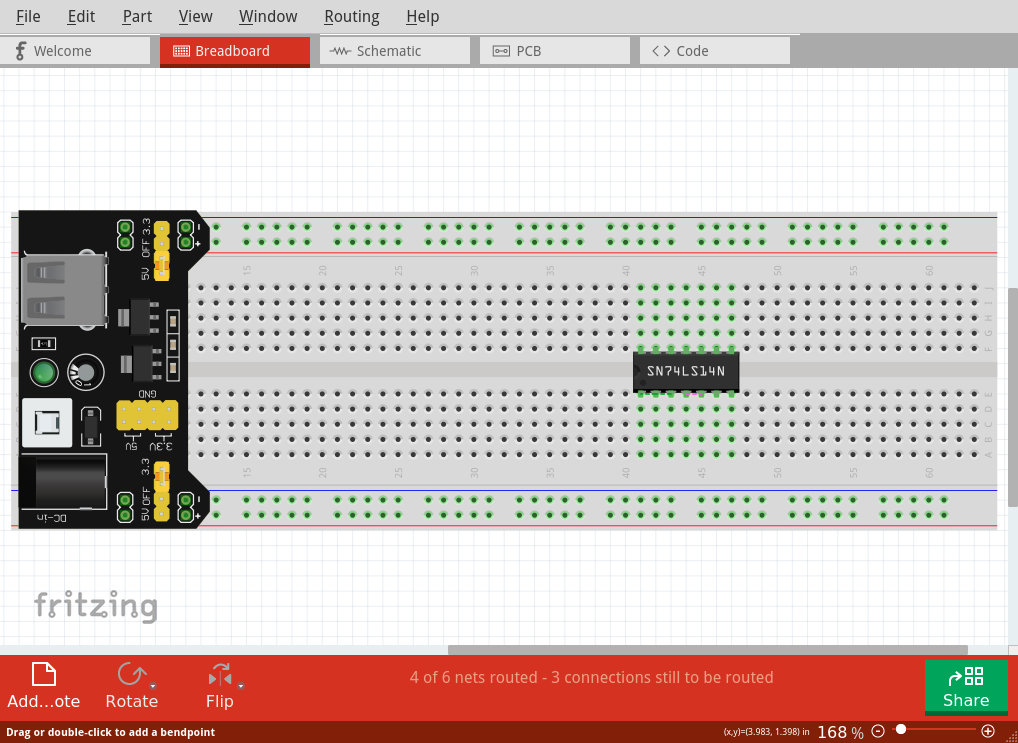 File Edit Part View Window Routing Help
Welcome Breadboard Schematic PCB Code
3.3
OFF
5V
-
+
15 20 25 30 35 40 45 50 55 60
J
I
H
G
F
SN74LS14N
0 1
GND
5V 3.3V
E
D
C
B
A
15 20 25 30 35 40 45 50 55 60
3.3
OFF
5V
-
+
DC-in
fritzing
4 of 6 nets routed - 3 connections still to be routed
Add...ote Rotate Flip Share
Drag or double-click to add a bendpoint
(x,y)=(3.983, 1.398) in 168 %